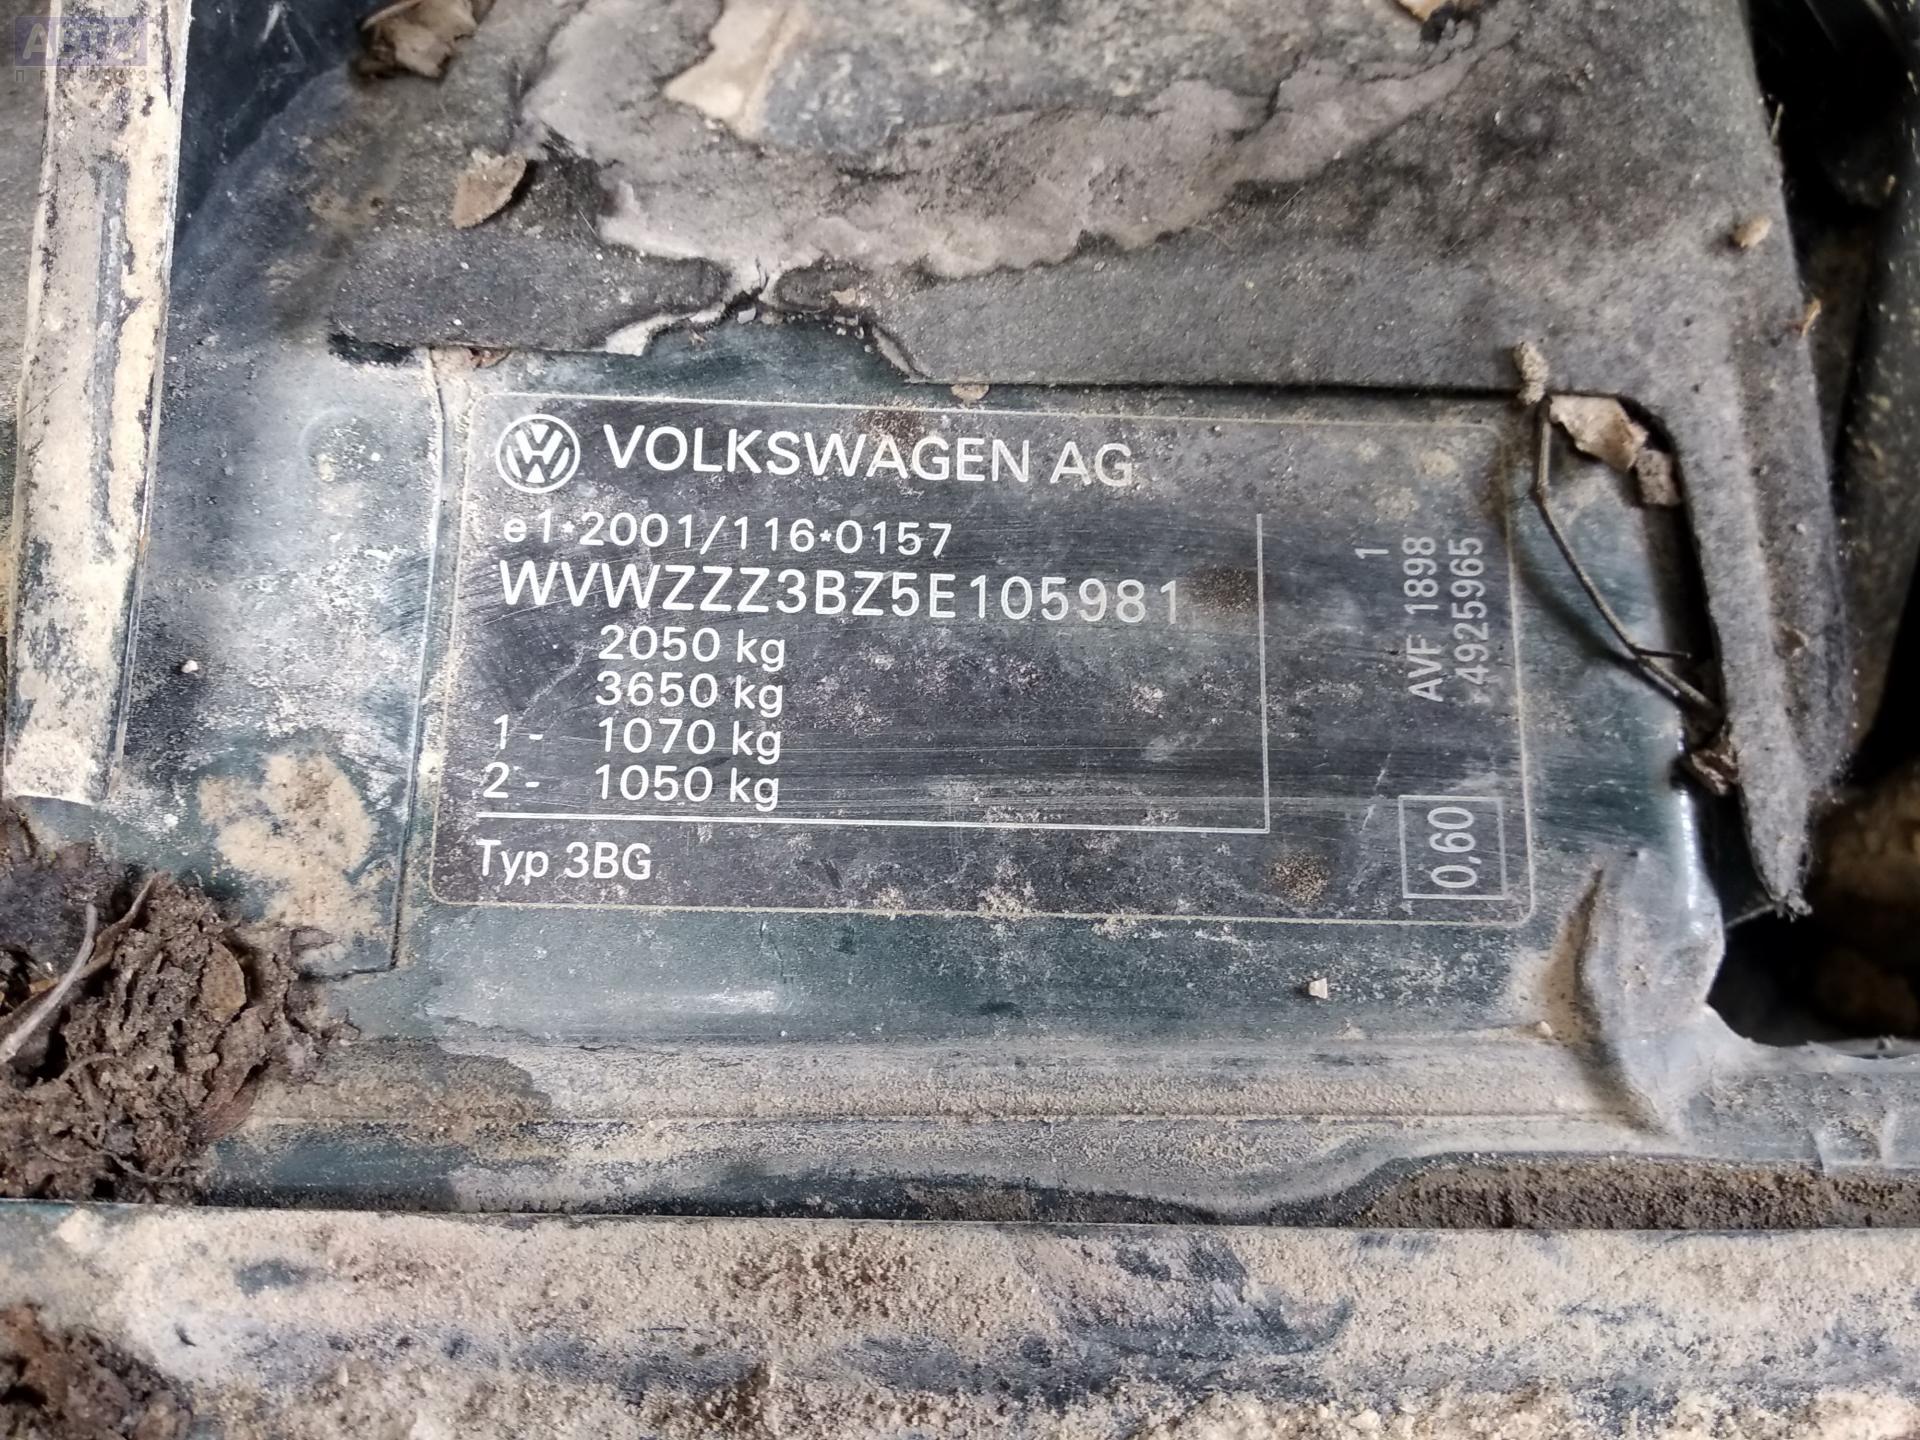 VOLKSWAGEN AG
e1*2001/116*0157
WVWZZZ3BZ5E105981
2050 kg
3650 kg
1 - 1070 kg
2 - 1050 kg
Typ 3BG
1
AVF 1898
4925965
0,60